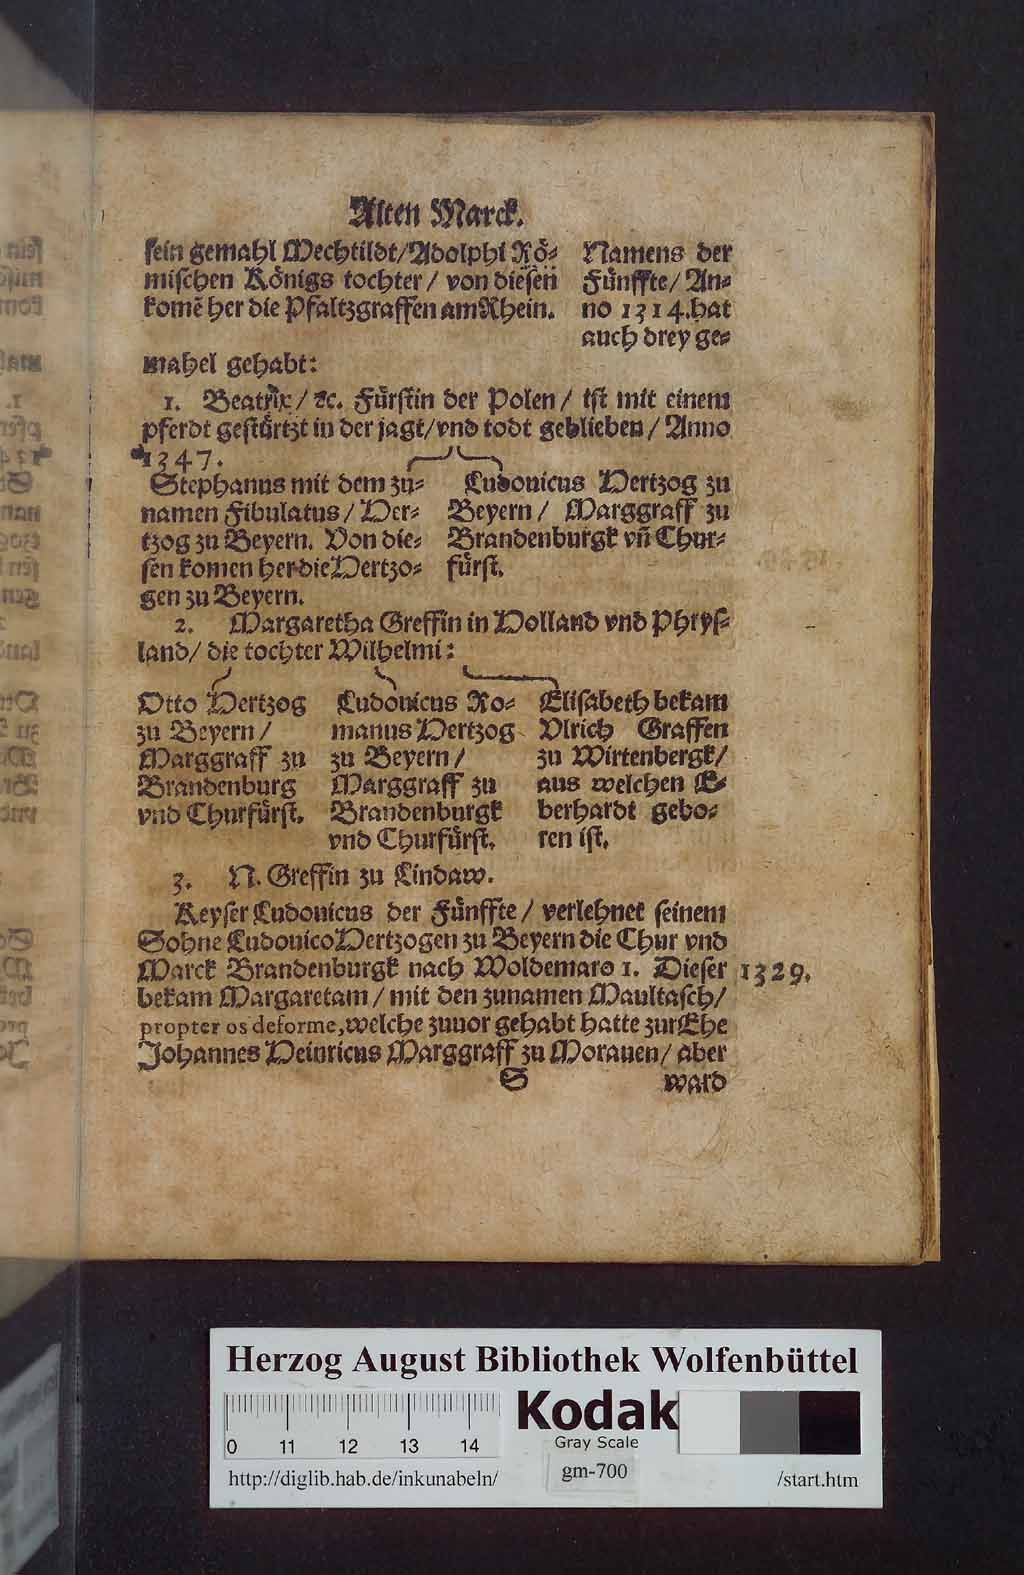 Alten Marck.
sein gemahl Mechtildt/Adolphi Rö⸗
mischen Königs tochter / von diesen
komē her die Pfaltzgraffen am Rhein.
Namens der
Fünffte/ An⸗
no 1314. hat
auch drey ge⸗
mahel gehabt:
1. Beatrix/ ꝛc. Fürstin der Polen/ ist mit einem
pferdt gestürtzt in der jagt/vnd todt geblieben/ Anno
1347.
Stephanus mit dem zu⸗
namen Fibulatus/ Her⸗
tzog zu Beyern. Von die⸗
sen komen her die Hertzo⸗
gen zu Beyern.
Ludouicus Hertzog zu
Beyern/ Marggraff zu
Brandenburgk vñ Chur⸗
fürst.
2. Margaretha Greffin in Holland vnd Phrys⸗
land/ die tochter Wilhelmi:
Otto Hertzog
zu Beyern/
Marggraff zu
Brandenburg
vnd Churfürst.
Ludouicus Ro⸗
manus Hertzog
zu Beyern/
Marggraff zu
Brandenburgk
vnd Churfürst.
Elisabeth bekam
Vlrich Graffen
zu Wirtenbergk/
aus welchen E⸗
berhardt gebo⸗
ren ist.
3. N. Greffin zu Lindaw.
Keyser Ludouicus der Fünffte/ verlehnet seinem
Sohne Ludouico Hertzogen zu Beyern die Chur vnd
Marck Brandenburgk nach Woldemaro 1. Dieser
1329.
bekam Margaretam/ mit den zunamen Maultasch/
propter os deforme, welche zuuor gehabt hatte zur Ehe
Johannes Heinricus Marggraff zu Morauen/ aber
S
ward
Herzog August Bibliothek Wolfenbüttel
0 11 12 13 14
Kodak
Gray Scale
http://diglib.hab.de/inkunabeln/
gm-700
/start.htm